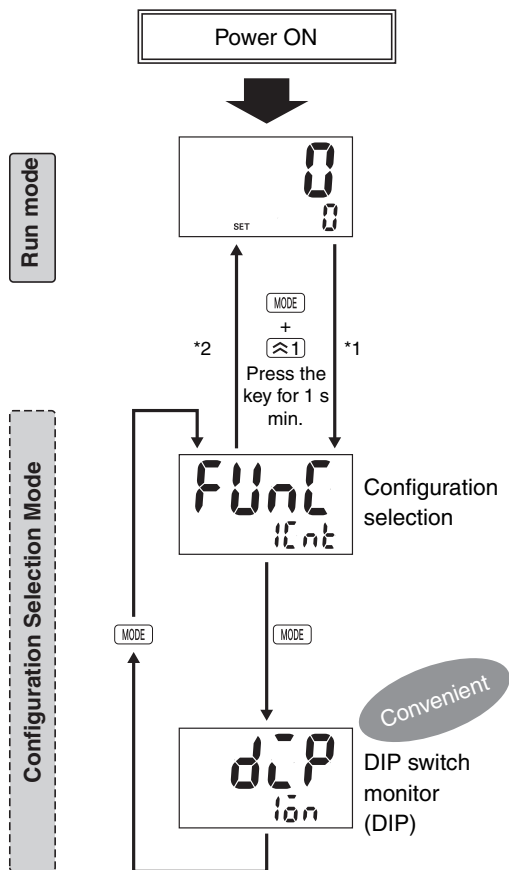 Power ON
Run mode
0
SET
0
*2
MODE
+
1
*1
Press the
key for 1 s
min.
Configuration Selection Mode
FUnC
1Cnt
Configuration
selection
MODE
MODE
Convenient
diP
1on
DIP switch
monitor
(DIP)